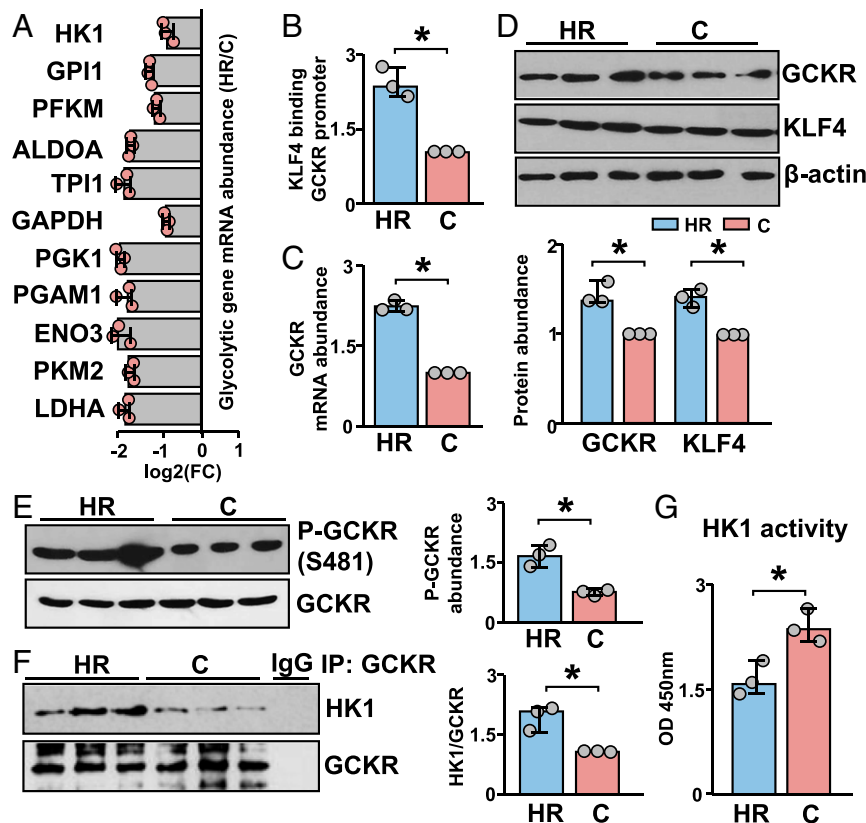 A
HK1
GPI1
PFKM
ALDOA
TPI1
GAPDH
PGK1
PGAM1
ENO3
PKM2
LDHA
-2 -1 0 1
log2(FC)
Glycolytic gene mRNA abundance (HR/C)
B
*
3
1.5
0
KLF4 binding
GCKR promoter
HR C
C
*
3
1.5
0
GCKR
mRNA abundance
HR C
D
HR C
GCKR
KLF4
β-actin
HR C
* *
2
1
0
Protein abundance
GCKR KLF4
E
HR C
P-GCKR
(S481)
GCKR
*
3
1.5
0
P-GCKR
abundance
HR C
F
HR C IgG IP: GCKR
HK1
GCKR
*
3
1.5
0
HK1/GCKR
HR C
G
HK1 activity
*
3
1.5
0
OD 450nm
HR C